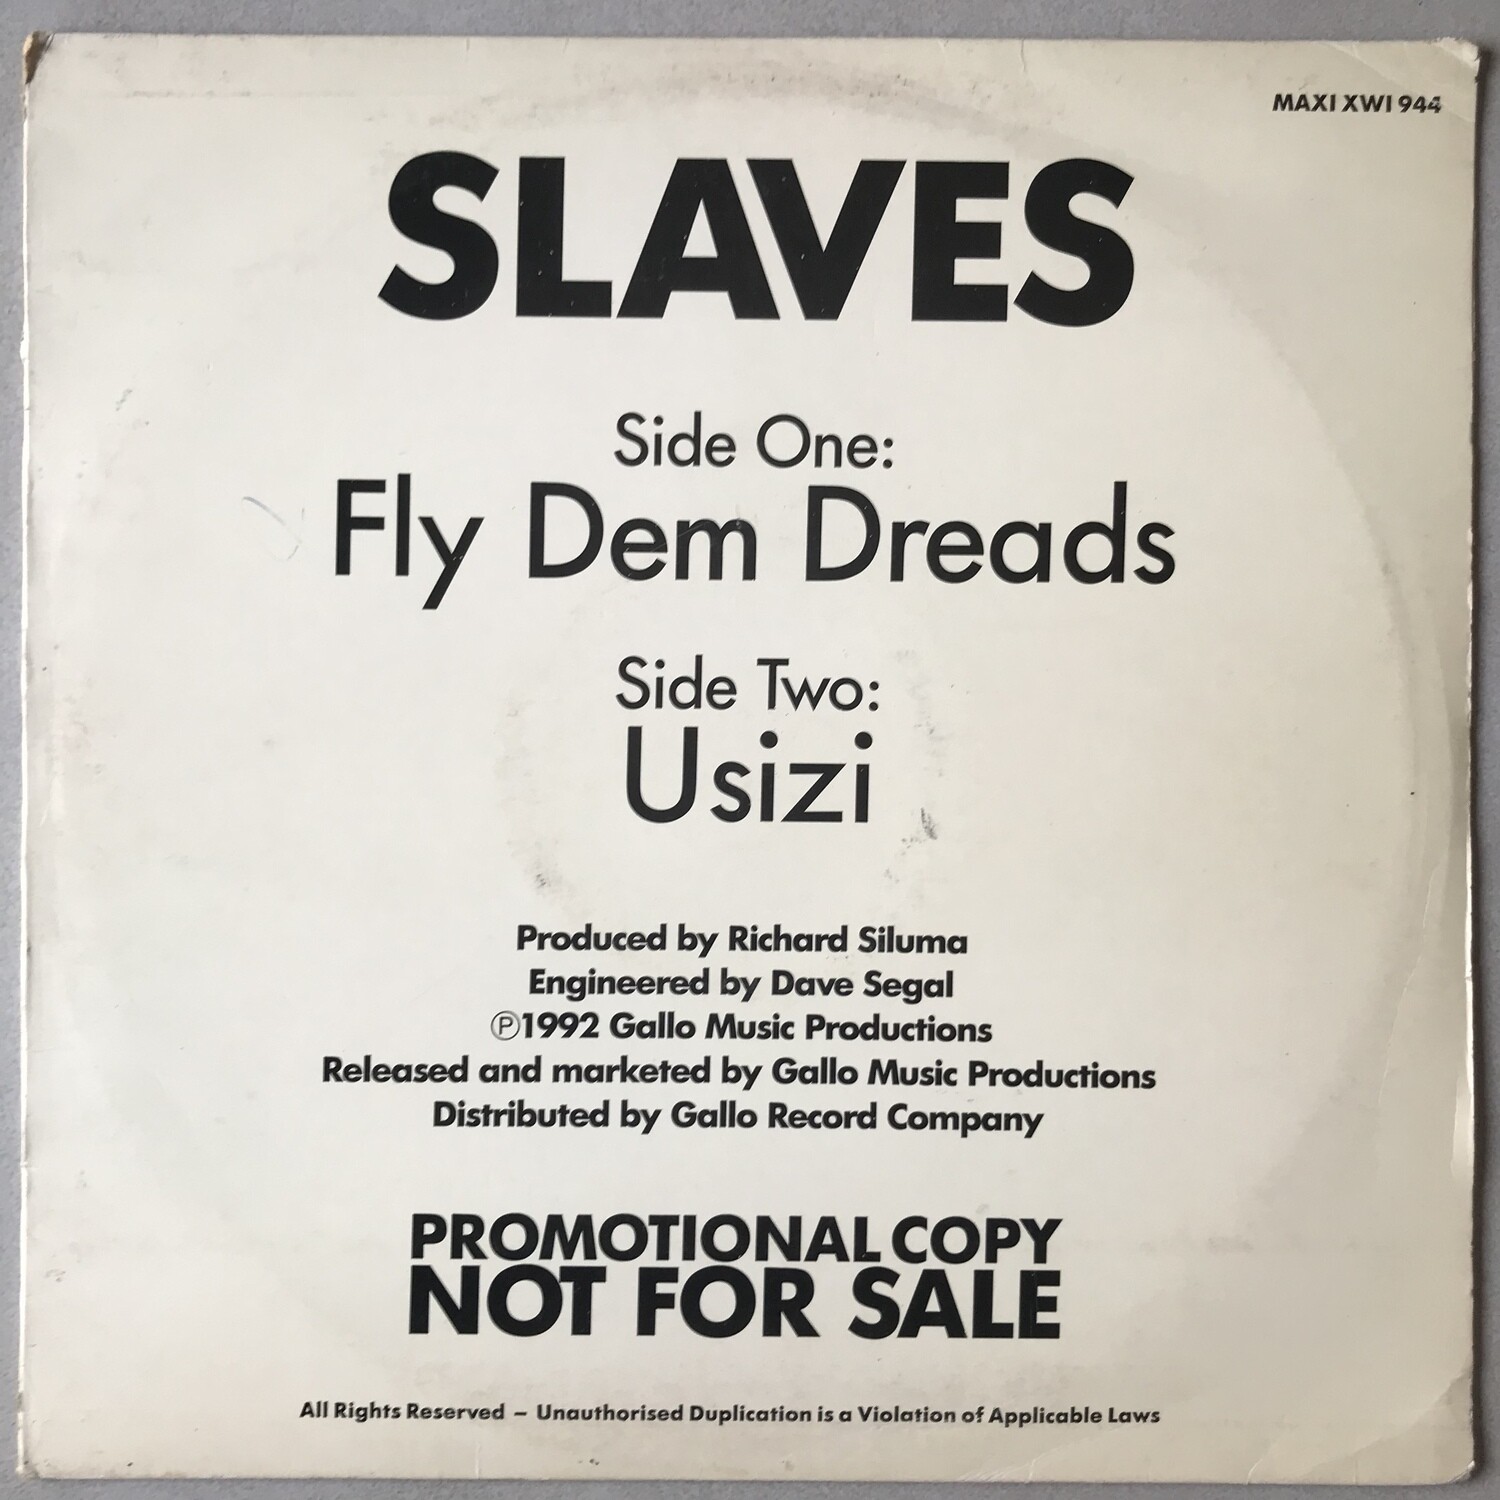 MAXI XWI 944
SLAVES
Side One:
Fly Dem Dreads
Side Two:
Usizi
Produced by Richard Siluma
Engineered by Dave Segal
℗1992 Gallo Music Productions
Released and marketed by Gallo Music Productions
Distributed by Gallo Record Company
PROMOTIONAL COPY
NOT FOR SALE
All Rights Reserved – Unauthorised Duplication is a Violation of Applicable Laws